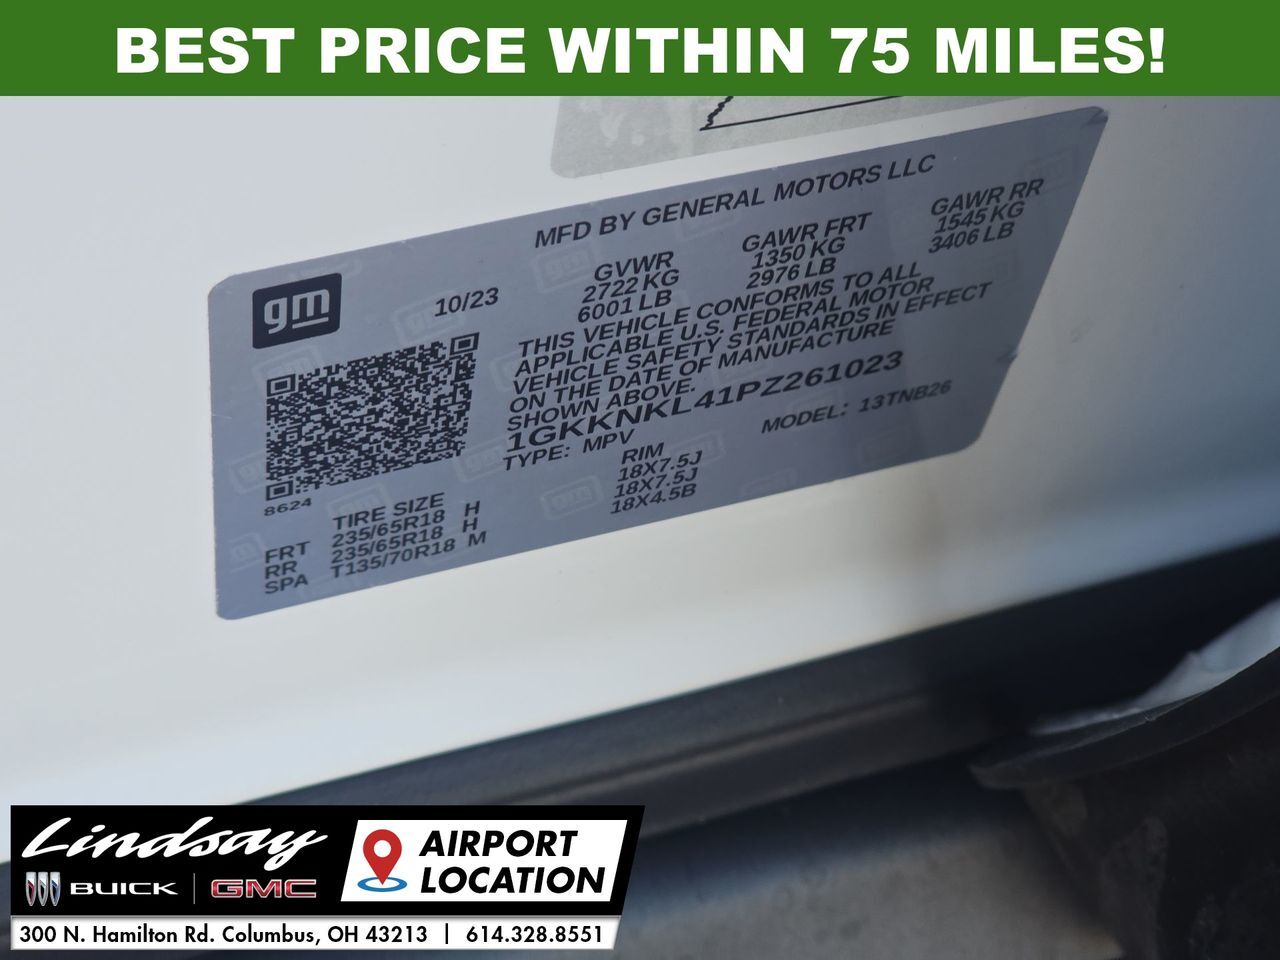 BEST PRICE WITHIN 75 MILES!
MFD BY GENERAL MOTORS LLC
gm
10/23
GVWR
2722 KG
6001 LB
GAWR FRT
1350 KG
2976 LB
GAWR RR
1545 KG
3406 LB
THIS VEHICLE CONFORMS TO ALL
APPLICABLE U.S. FEDERAL MOTOR
VEHICLE SAFETY STANDARDS IN EFFECT
ON THE DATE OF MANUFACTURE
SHOWN ABOVE.
1GKKNKL41PZ261023
TYPE: MPV
MODEL: 13TNB26
8624
TIRE SIZE
RIM
FRT 235/65R18 H 18X7.5J
RR 235/65R18 H 18X7.5J
SPA T135/70R18 M 18X4.5B
Lindsay
BUICK | GMC
AIRPORT
LOCATION
300 N. Hamilton Rd. Columbus, OH 43213 | 614.328.8551